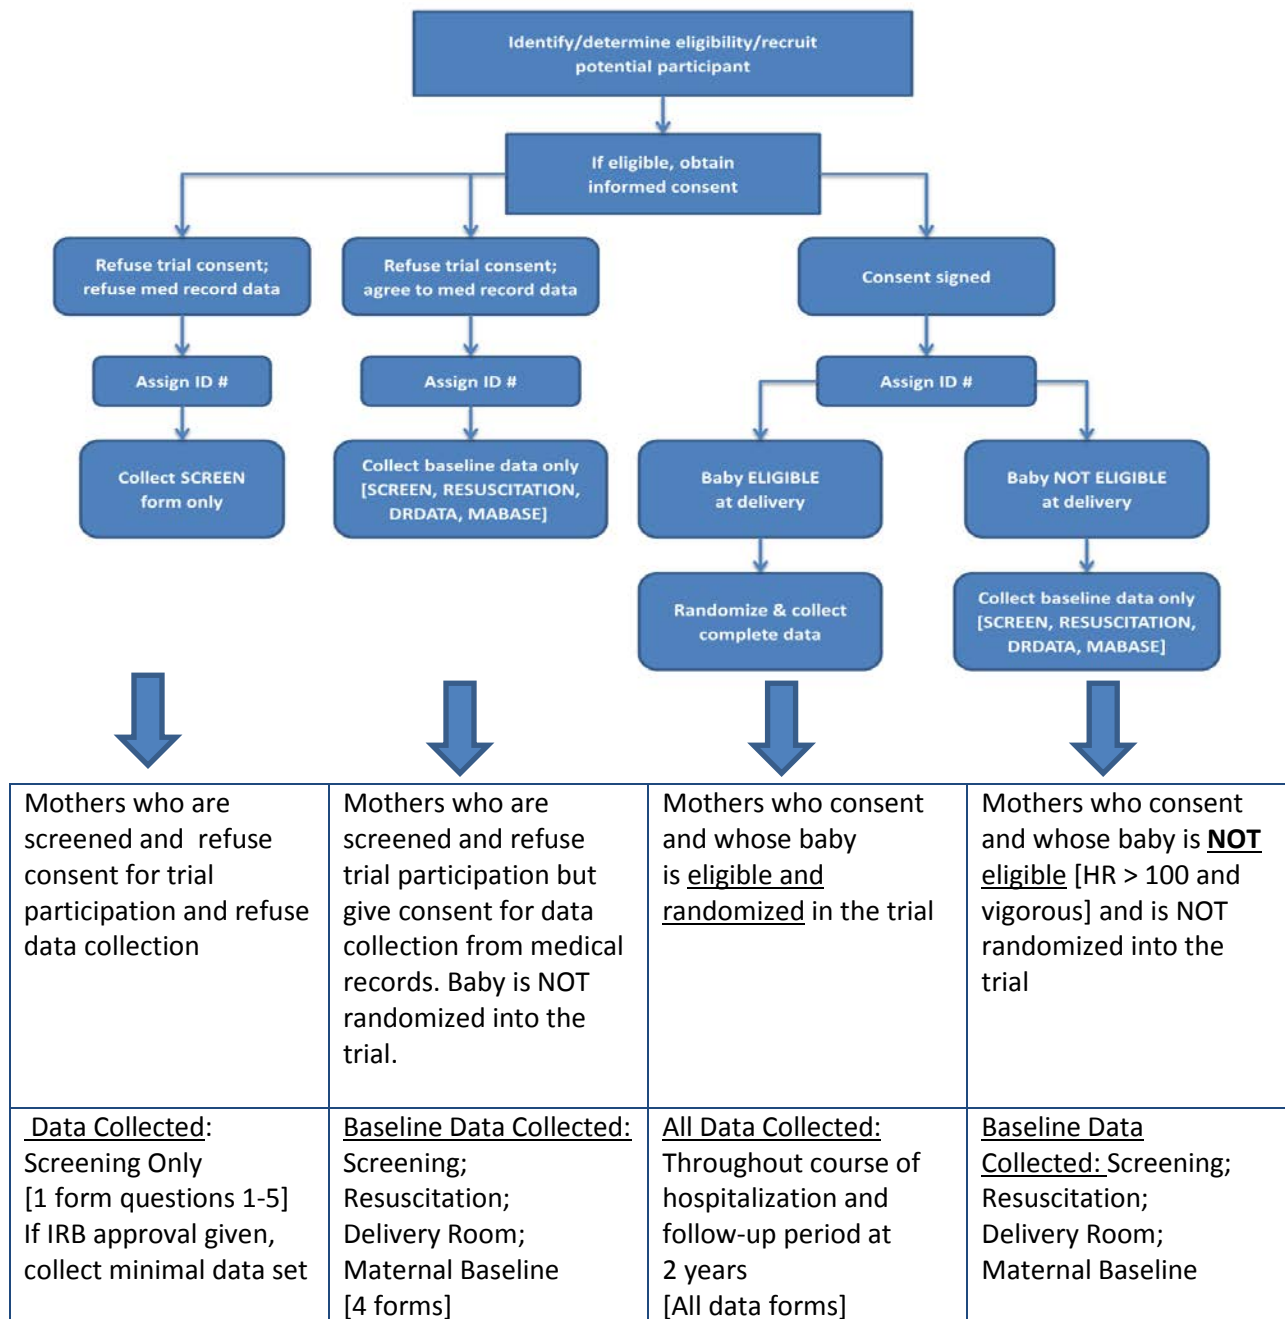 Identify/determine eligibility/recruit
potential participant
If eligible, obtain
informed consent
Refuse trial consent;
refuse med record data
Refuse trial consent;
agree to med record data
Consent signed
Assign ID #
Assign ID #
Assign ID #
Collect SCREEN
form only
Collect baseline data only
[SCREEN, RESUSCITATION,
DRDATA, MABASE]
Baby ELIGIBLE
at delivery
Baby NOT ELIGIBLE
at delivery
Randomize & collect
complete data
Collect baseline data only
[SCREEN, RESUSCITATION,
DRDATA, MABASE]
Mothers who are
screened and refuse
consent for trial
participation and refuse
data collection
Mothers who are
screened and refuse
trial participation but
give consent for data
collection from medical
records. Baby is NOT
randomized into the
trial.
Mothers who consent
and whose baby
is eligible and
randomized in the trial
Mothers who consent
and whose baby is NOT
eligible [HR > 100 and
vigorous] and is NOT
randomized into the
trial
Data Collected:
Screening Only
[1 form questions 1-5]
If IRB approval given,
collect minimal data set
Baseline Data Collected:
Screening;
Resuscitation;
Delivery Room;
Maternal Baseline
[4 forms]
All Data Collected:
Throughout course of
hospitalization and
follow-up period at
2 years
[All data forms]
Baseline Data
Collected: Screening;
Resuscitation;
Delivery Room;
Maternal Baseline